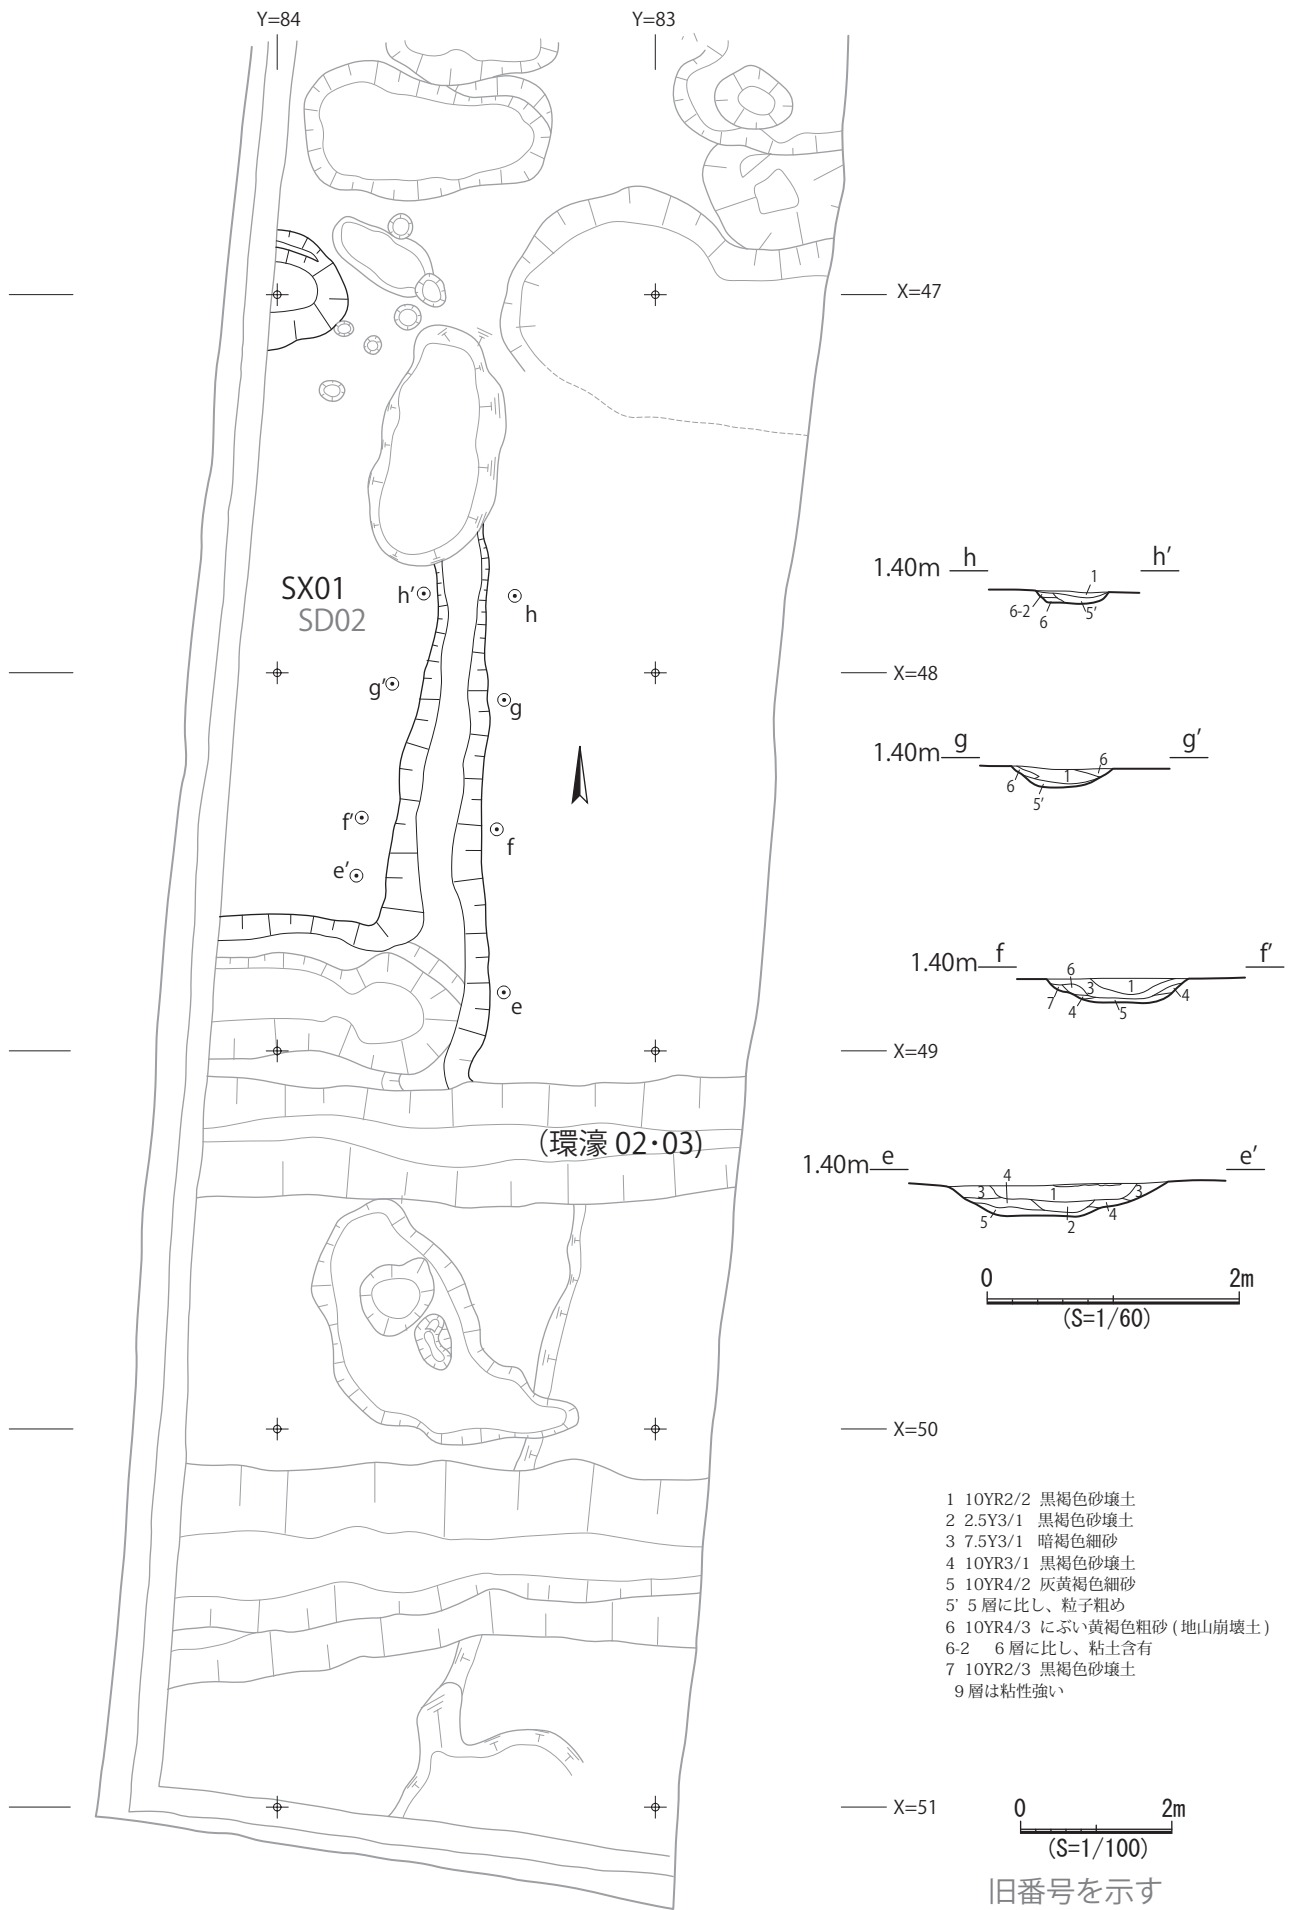 Y=84
Y=83
X=47
SX01
SD02
h'
h
g'
g
f'
f
e'
e
X=48
X=49
(環濠 02・03)
X=50
X=51
1.40m h h'
1
6-2
6
5'
1.40m g g'
6
1
6
5'
1.40m f f'
6
3
1
7
4
5
4
1.40m e e'
4
3
1
3
5
2
4
0 2m
(S=1/60)
1 10YR2/2 黒褐色砂壌土
2 2.5Y3/1 黒褐色砂壌土
3 7.5Y3/1 暗褐色細砂
4 10YR3/1 黒褐色砂壌土
5 10YR4/2 灰黄褐色細砂
5' 5層に比し、粒子粗め
6 10YR4/3 にぶい黄褐色粗砂(地山崩壊土)
6-2 6層に比し、粘土含有
7 10YR2/3 黒褐色砂壌土
9層は粘性強い
0 2m
(S=1/100)
旧番号を示す